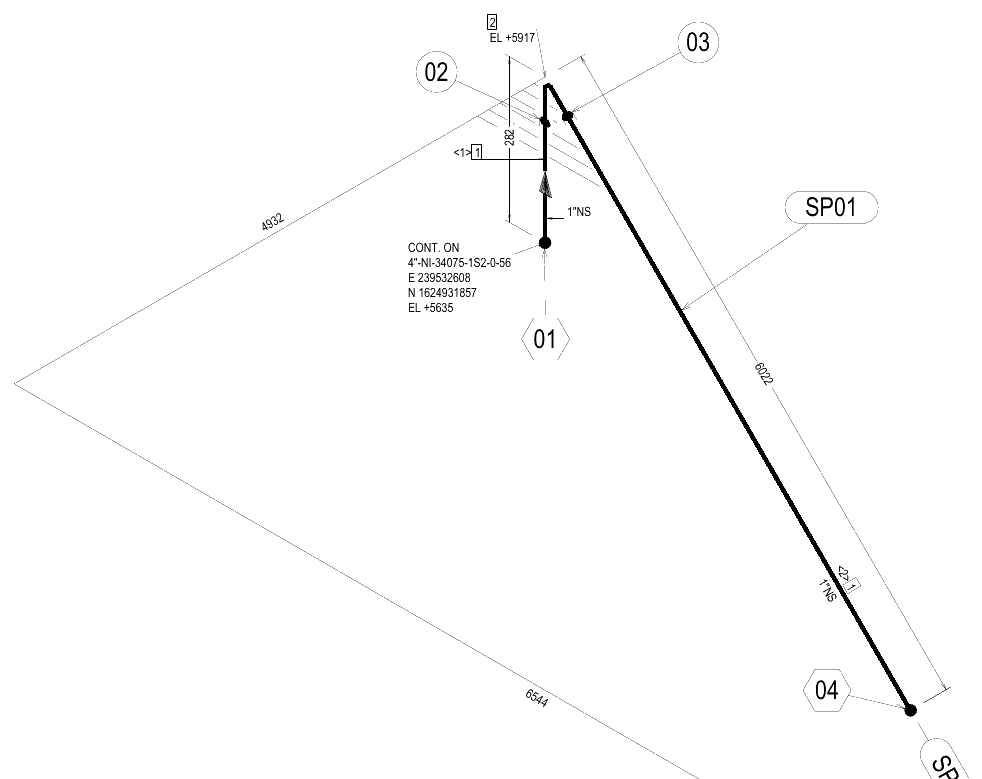 2
EL +5917
03
02
282
<1> 1
4932
1"NS
SP01
CONT. ON
4"-NI-34075-1S2-0-56
E 239532608
N 1624931857
EL +5635
01
6022
<2> 1
1"NS
04
6544
SP